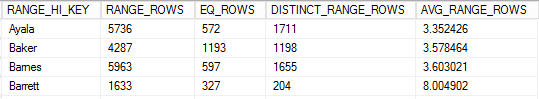 RANGE_HI_KEY RANGE_ROWS EQ_ROWS DISTINCT_RANGE_ROWS AVG_RANGE_ROWS
Ayala 5736 572 1711 3.352426
Baker 4287 1193 1198 3.578464
Barnes 5963 597 1655 3.603021
Barrett 1633 327 204 8.004902